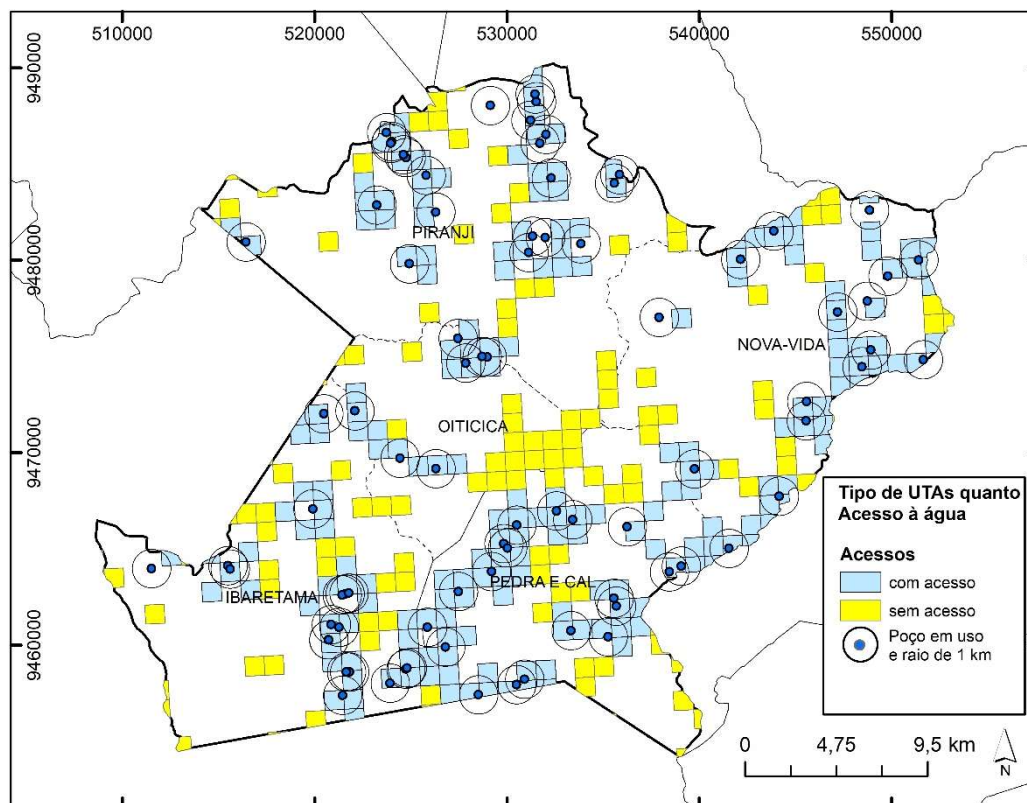 510000
520000
530000
540000
550000
9490000
9480000
9470000
9460000
PIRANJI
NOVA-VIDA
OITICICA
IBARETAMA
PEDRA E CAL
Tipo de UTAs quanto
Acesso à água
Acessos
com acesso
sem acesso
Poço em uso
e raio de 1 km
0 4,75 9,5 km
N